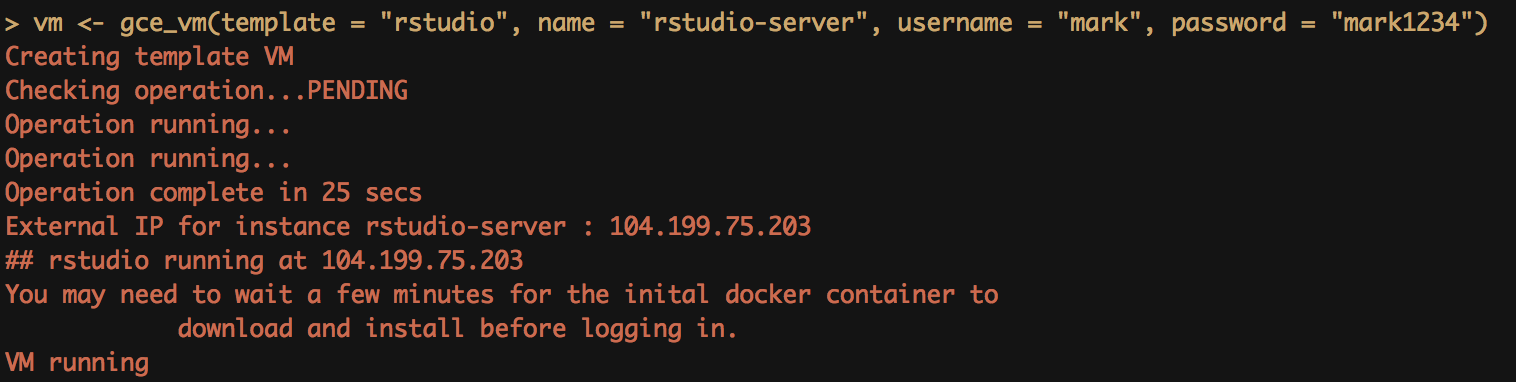 > vm <- gce_vm(template = "rstudio", name = "rstudio-server", username = "mark", password = "mark1234")
Creating template VM
Checking operation...PENDING
Operation running...
Operation running...
Operation complete in 25 secs
External IP for instance rstudio-server : 104.199.75.203
## rstudio running at 104.199.75.203
You may need to wait a few minutes for the inital docker container to
download and install before logging in.
VM running